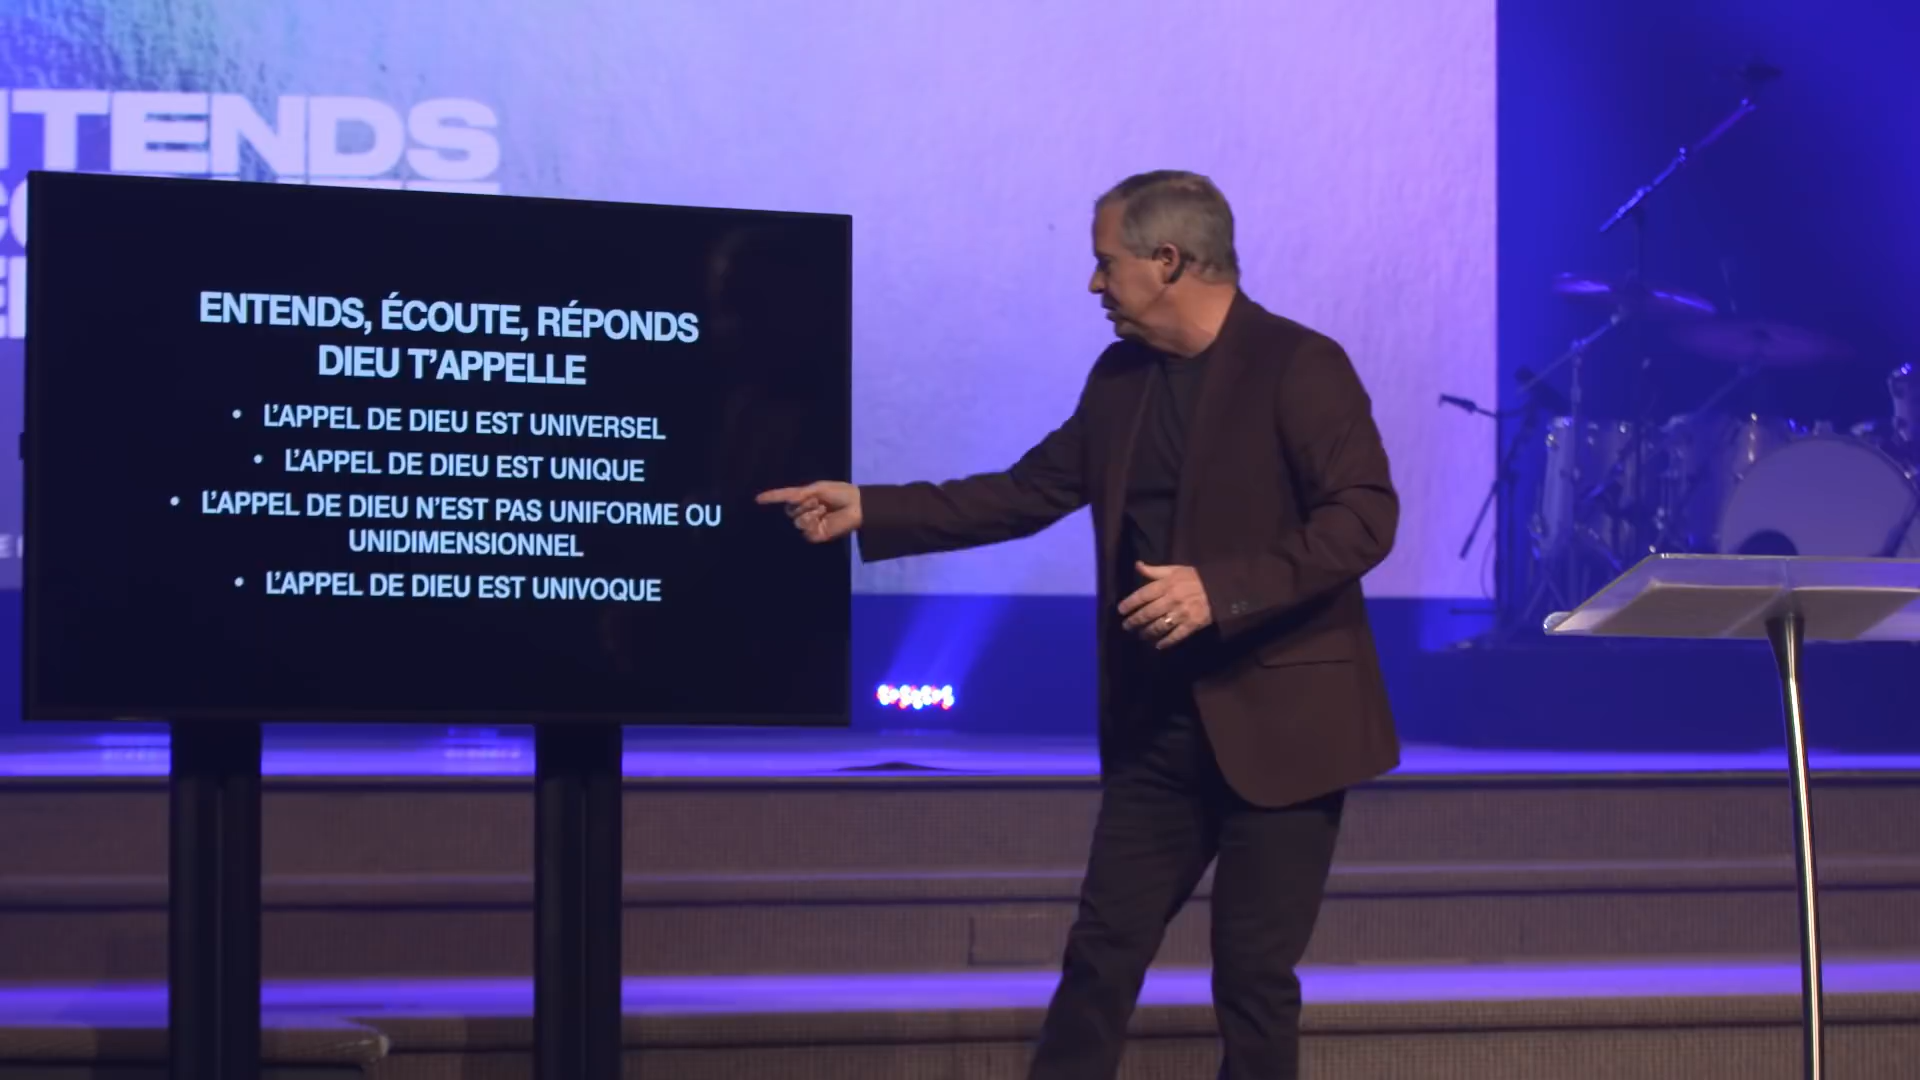 ENTENDS, ÉCOUTE, RÉPONDS
DIEU T'APPELLE
• L'APPEL DE DIEU EST UNIVERSEL
• L'APPEL DE DIEU EST UNIQUE
• L'APPEL DE DIEU N'EST PAS UNIFORME OU
UNIDIMENSIONNEL
• L'APPEL DE DIEU EST UNIVOQUE